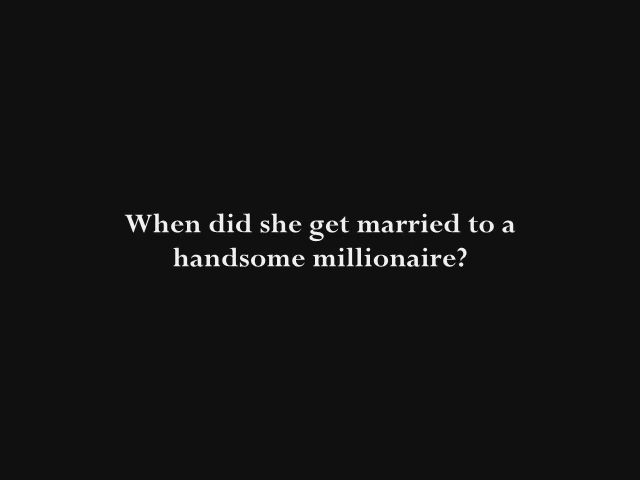 When did she get married to a
handsome millionaire?